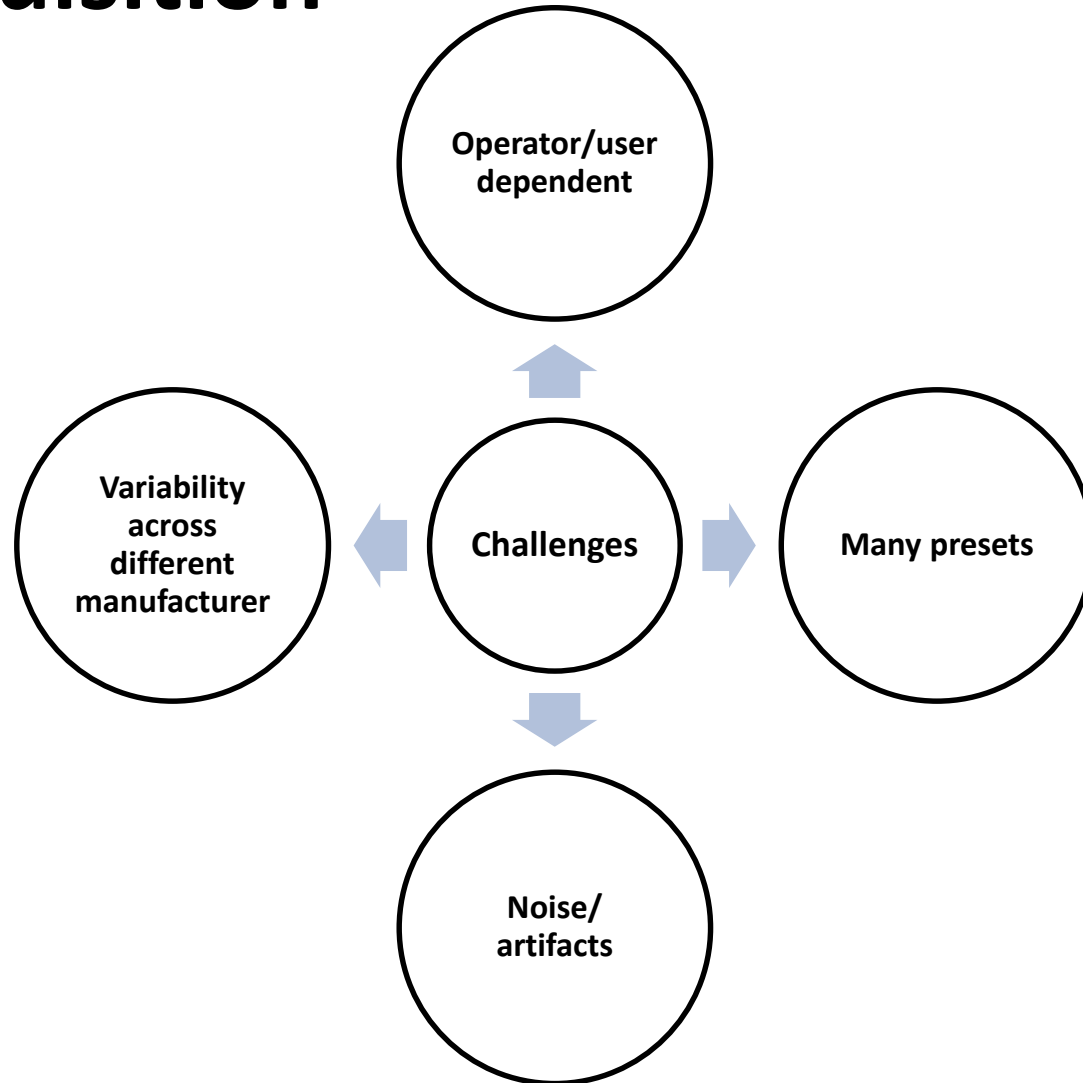 Operator/user
dependent
Variability
across
different
manufacturer
Challenges
Many presets
Noise/
artifacts